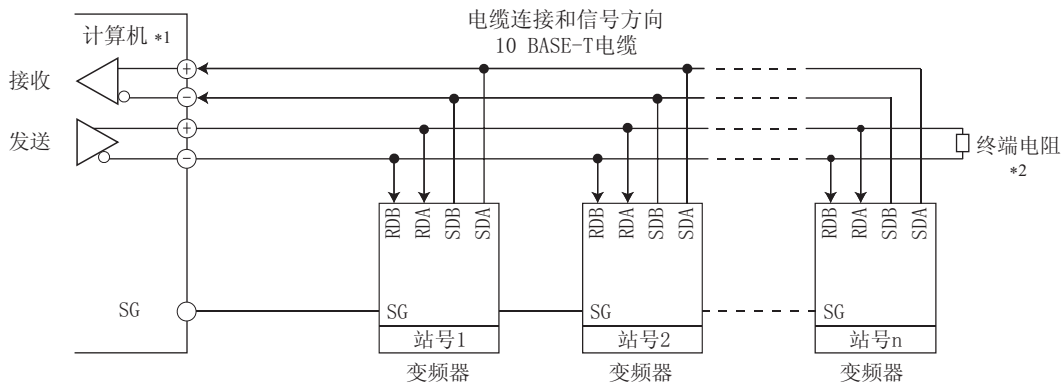 电缆连接和信号方向
10 BASE-T电缆
计算机 *1
接收
+
-
发送
+
-
终端电阻
*2
RDB RDA SDB SDA
RDB RDA SDB SDA
RDB RDA SDB SDA
SG
SG
SG
SG
站号1
站号2
站号n
变频器
变频器
变频器